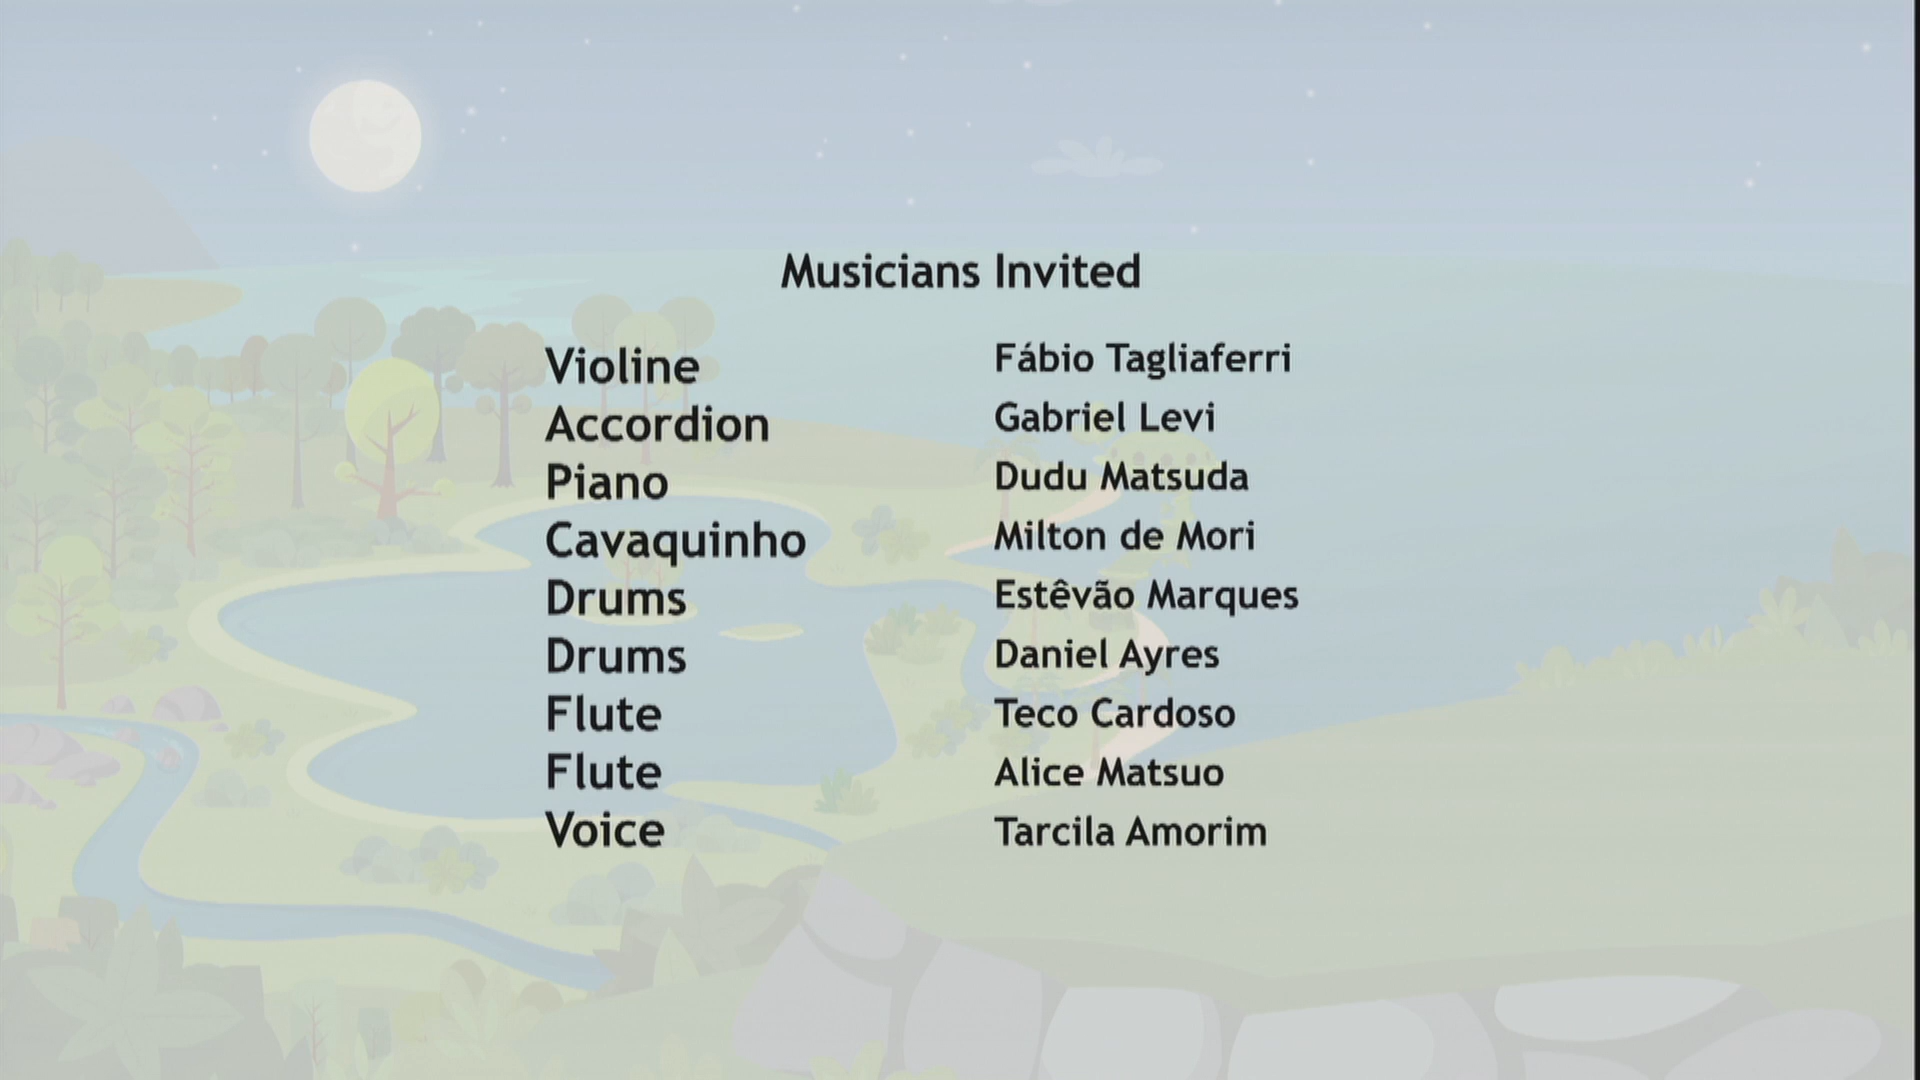 Musicians Invited
Violine Fábio Tagliaferri
Accordion Gabriel Levi
Piano Dudu Matsuda
Cavaquinho Milton de Mori
Drums Estêvão Marques
Drums Daniel Ayres
Flute Teco Cardoso
Flute Alice Matsuo
Voice Tarcila Amorim